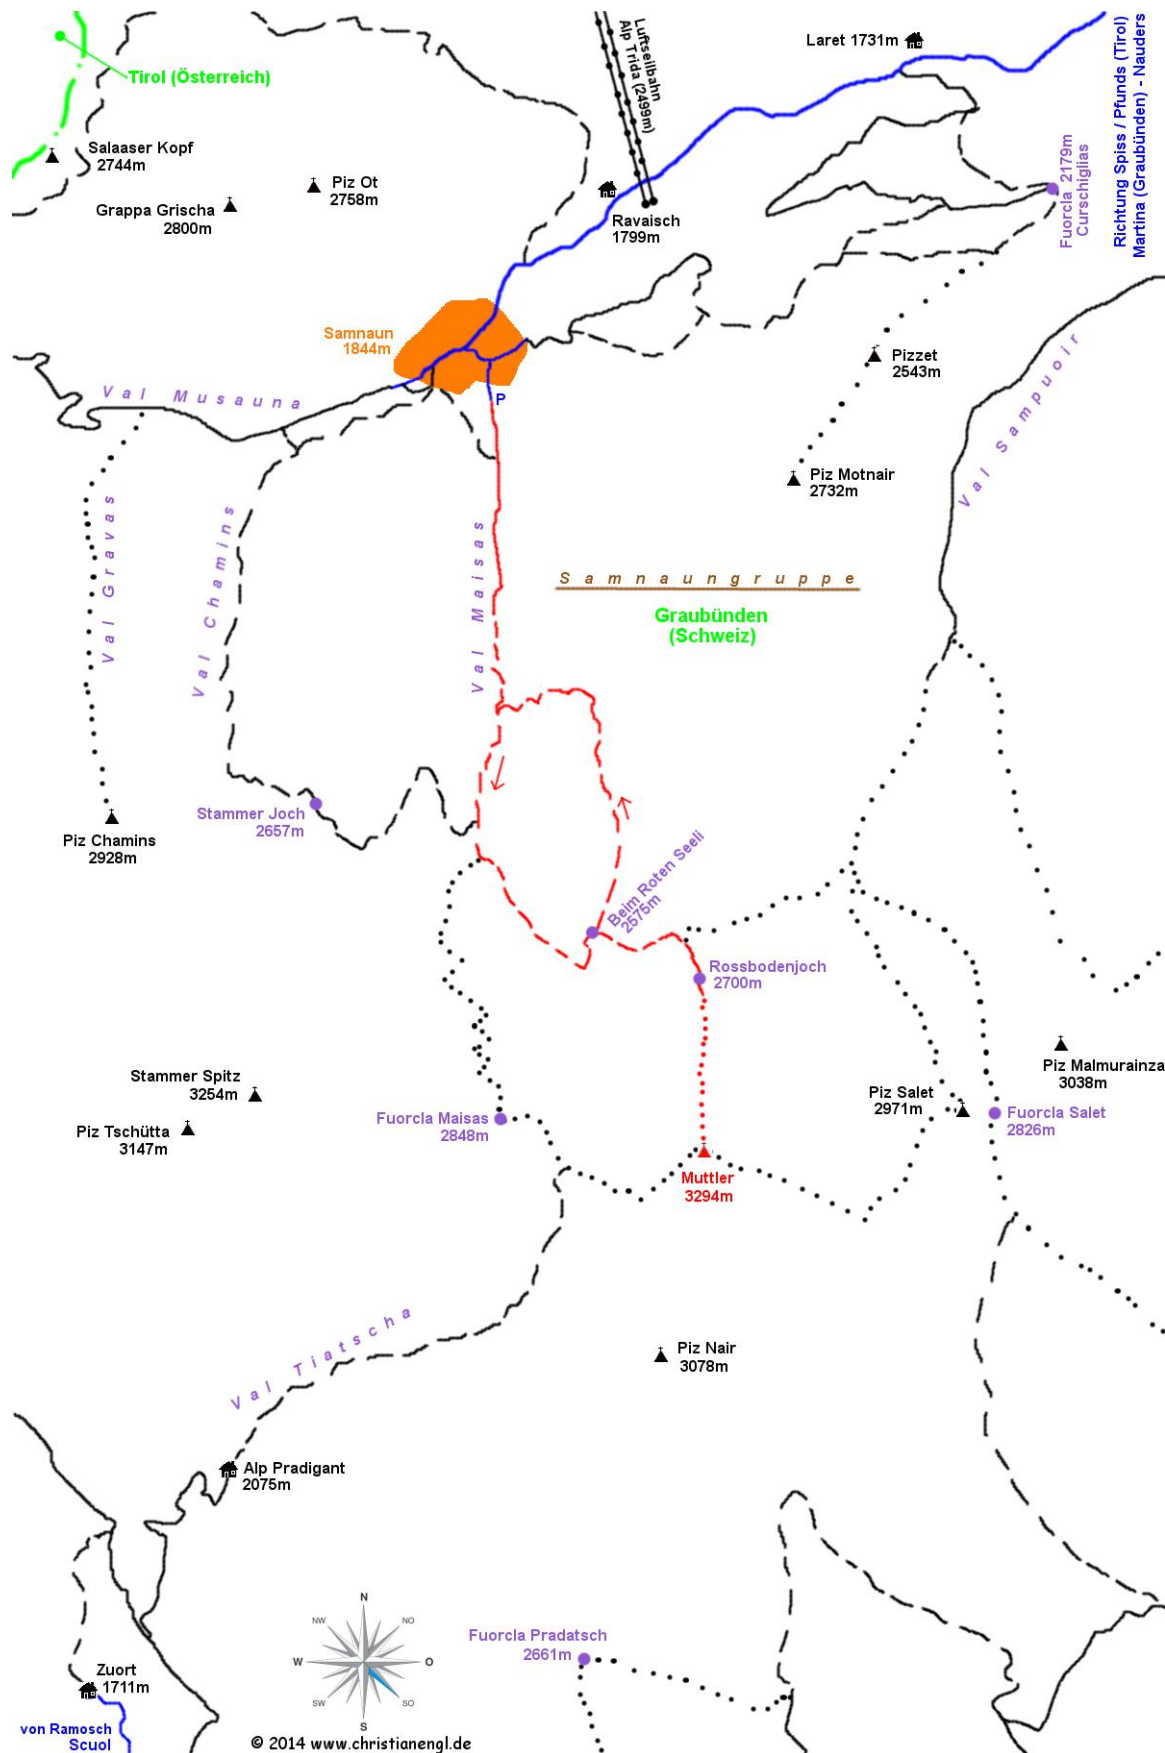 Tirol (Österreich)
Luftseilbahn
Alp Trida (2499m)
Laret 1731m
Richtung Spiss / Pfunds (Tirol)
Martina (Graubünden) - Nauders
Salaaser Kopf
2744m
Piz Ot
2758m
Grappa Grischa
2800m
Ravaisch
1799m
Fuorcla 2179m
Curschiglias
Samnaun
1844m
P
Pizzet
2543m
Val Musauna
Val Sampuoir
Piz Motnair
2732m
Val Gravas
Val Chamins
Val Maisas
Samnaungruppe
Graubünden
(Schweiz)
Stammer Joch
2657m
Piz Chamins
2928m
Beim Roten Seeli
2575m
Rossbodenjoch
2700m
Piz Malmurainza
3038m
Stammer Spitz
3254m
Piz Tschütta
3147m
Fuorcla Maisas
2848m
Piz Salet
2971m
Fuorcla Salet
2826m
Muttler
3294m
Val Tiatscha
Piz Nair
3078m
Alp Pradigant
2075m
N
NW
NO
W
O
SW
SO
S
Fuorcla Pradatsch
2661m
Zuort
1711m
von Ramosch
Scuol
© 2014 www.christianengl.de